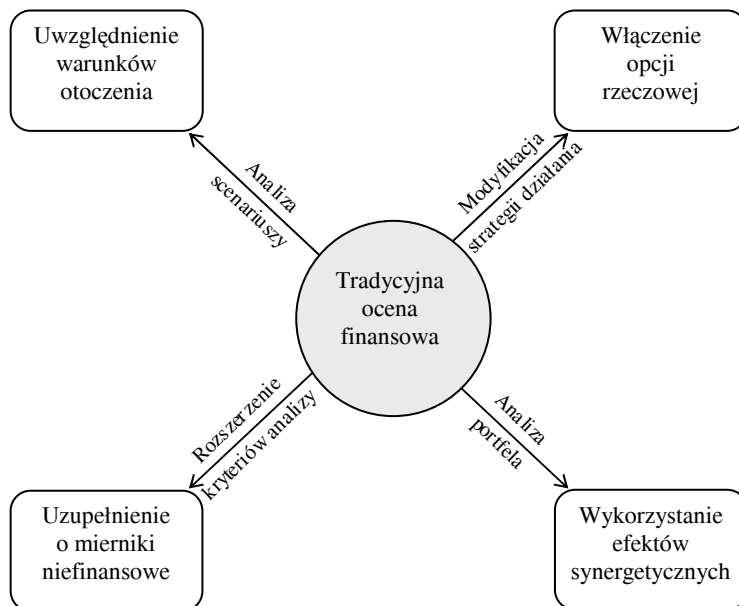 Uwzględnienie
warunków
otoczenia
Włączenie
opcji
rzeczowej
Analiza
scenariuszy
Modyfikacja
strategii działania
Tradycyjna
ocena
finansowa
Rozszerzenie
kryteriów analizy
Analiza
portfela
Uzupełnienie
o mierniki
niefinansowe
Wykorzystanie
efektów
synergetycznych